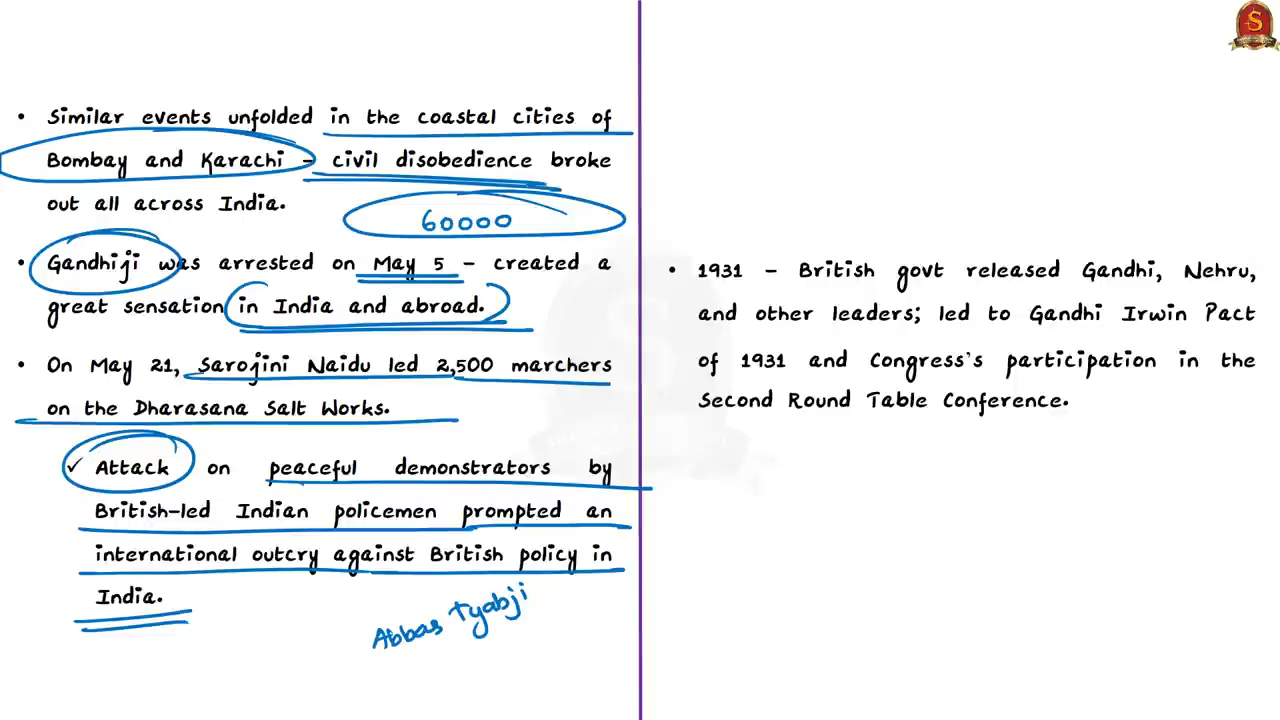 • Similar events unfolded in the coastal cities of
Bombay and Karachi - civil disobedience broke
out all across India.
60000
• Gandhiji was arrested on May 5 - created a
great sensation in India and abroad.
• On May 21, Sarojini Naidu led 2,500 marchers
on the Dharasana Salt Works.
✓ Attack on peaceful demonstrators by
British-led Indian policemen prompted an
international outcry against British policy in
India.
Abbas Tyabji
• 1931 - British govt released Gandhi, Nehru,
and other leaders; led to Gandhi Irwin Pact
of 1931 and Congress's participation in the
Second Round Table Conference.